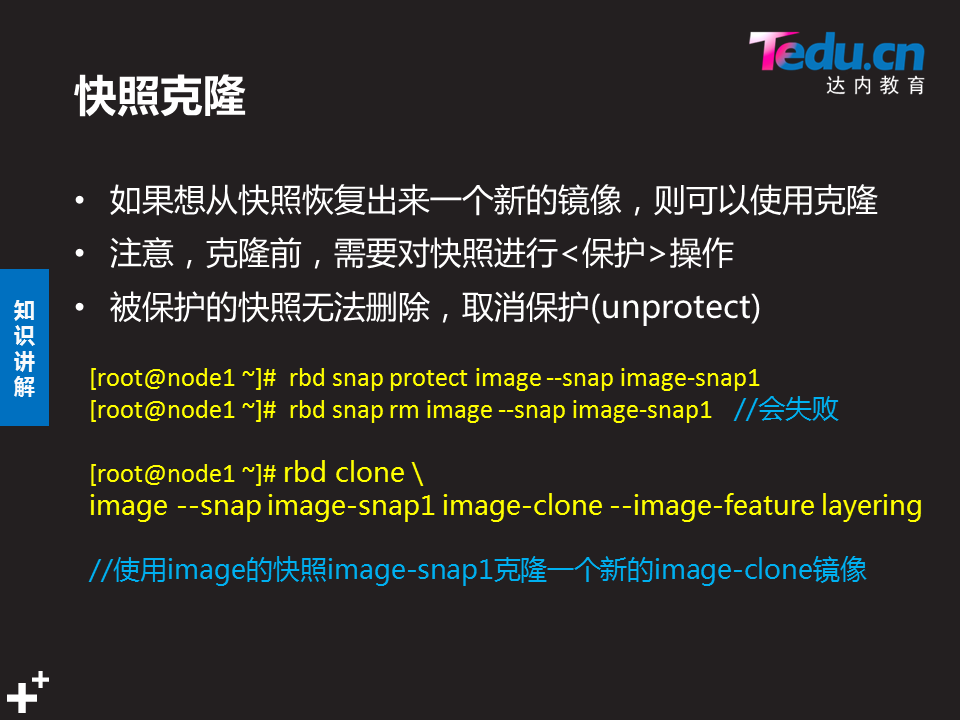 Tedu.cn
达内教育
快照克隆
• 如果想从快照恢复出来一个新的镜像，则可以使用克隆
• 注意，克隆前，需要对快照进行<保护>操作
• 被保护的快照无法删除，取消保护(unprotect)
知识讲解
[root@node1 ~]# rbd snap protect image --snap image-snap1
[root@node1 ~]# rbd snap rm image --snap image-snap1 //会失败
[root@node1 ~]# rbd clone \
image --snap image-snap1 image-clone --image-feature layering
//使用image的快照image-snap1克隆一个新的image-clone镜像